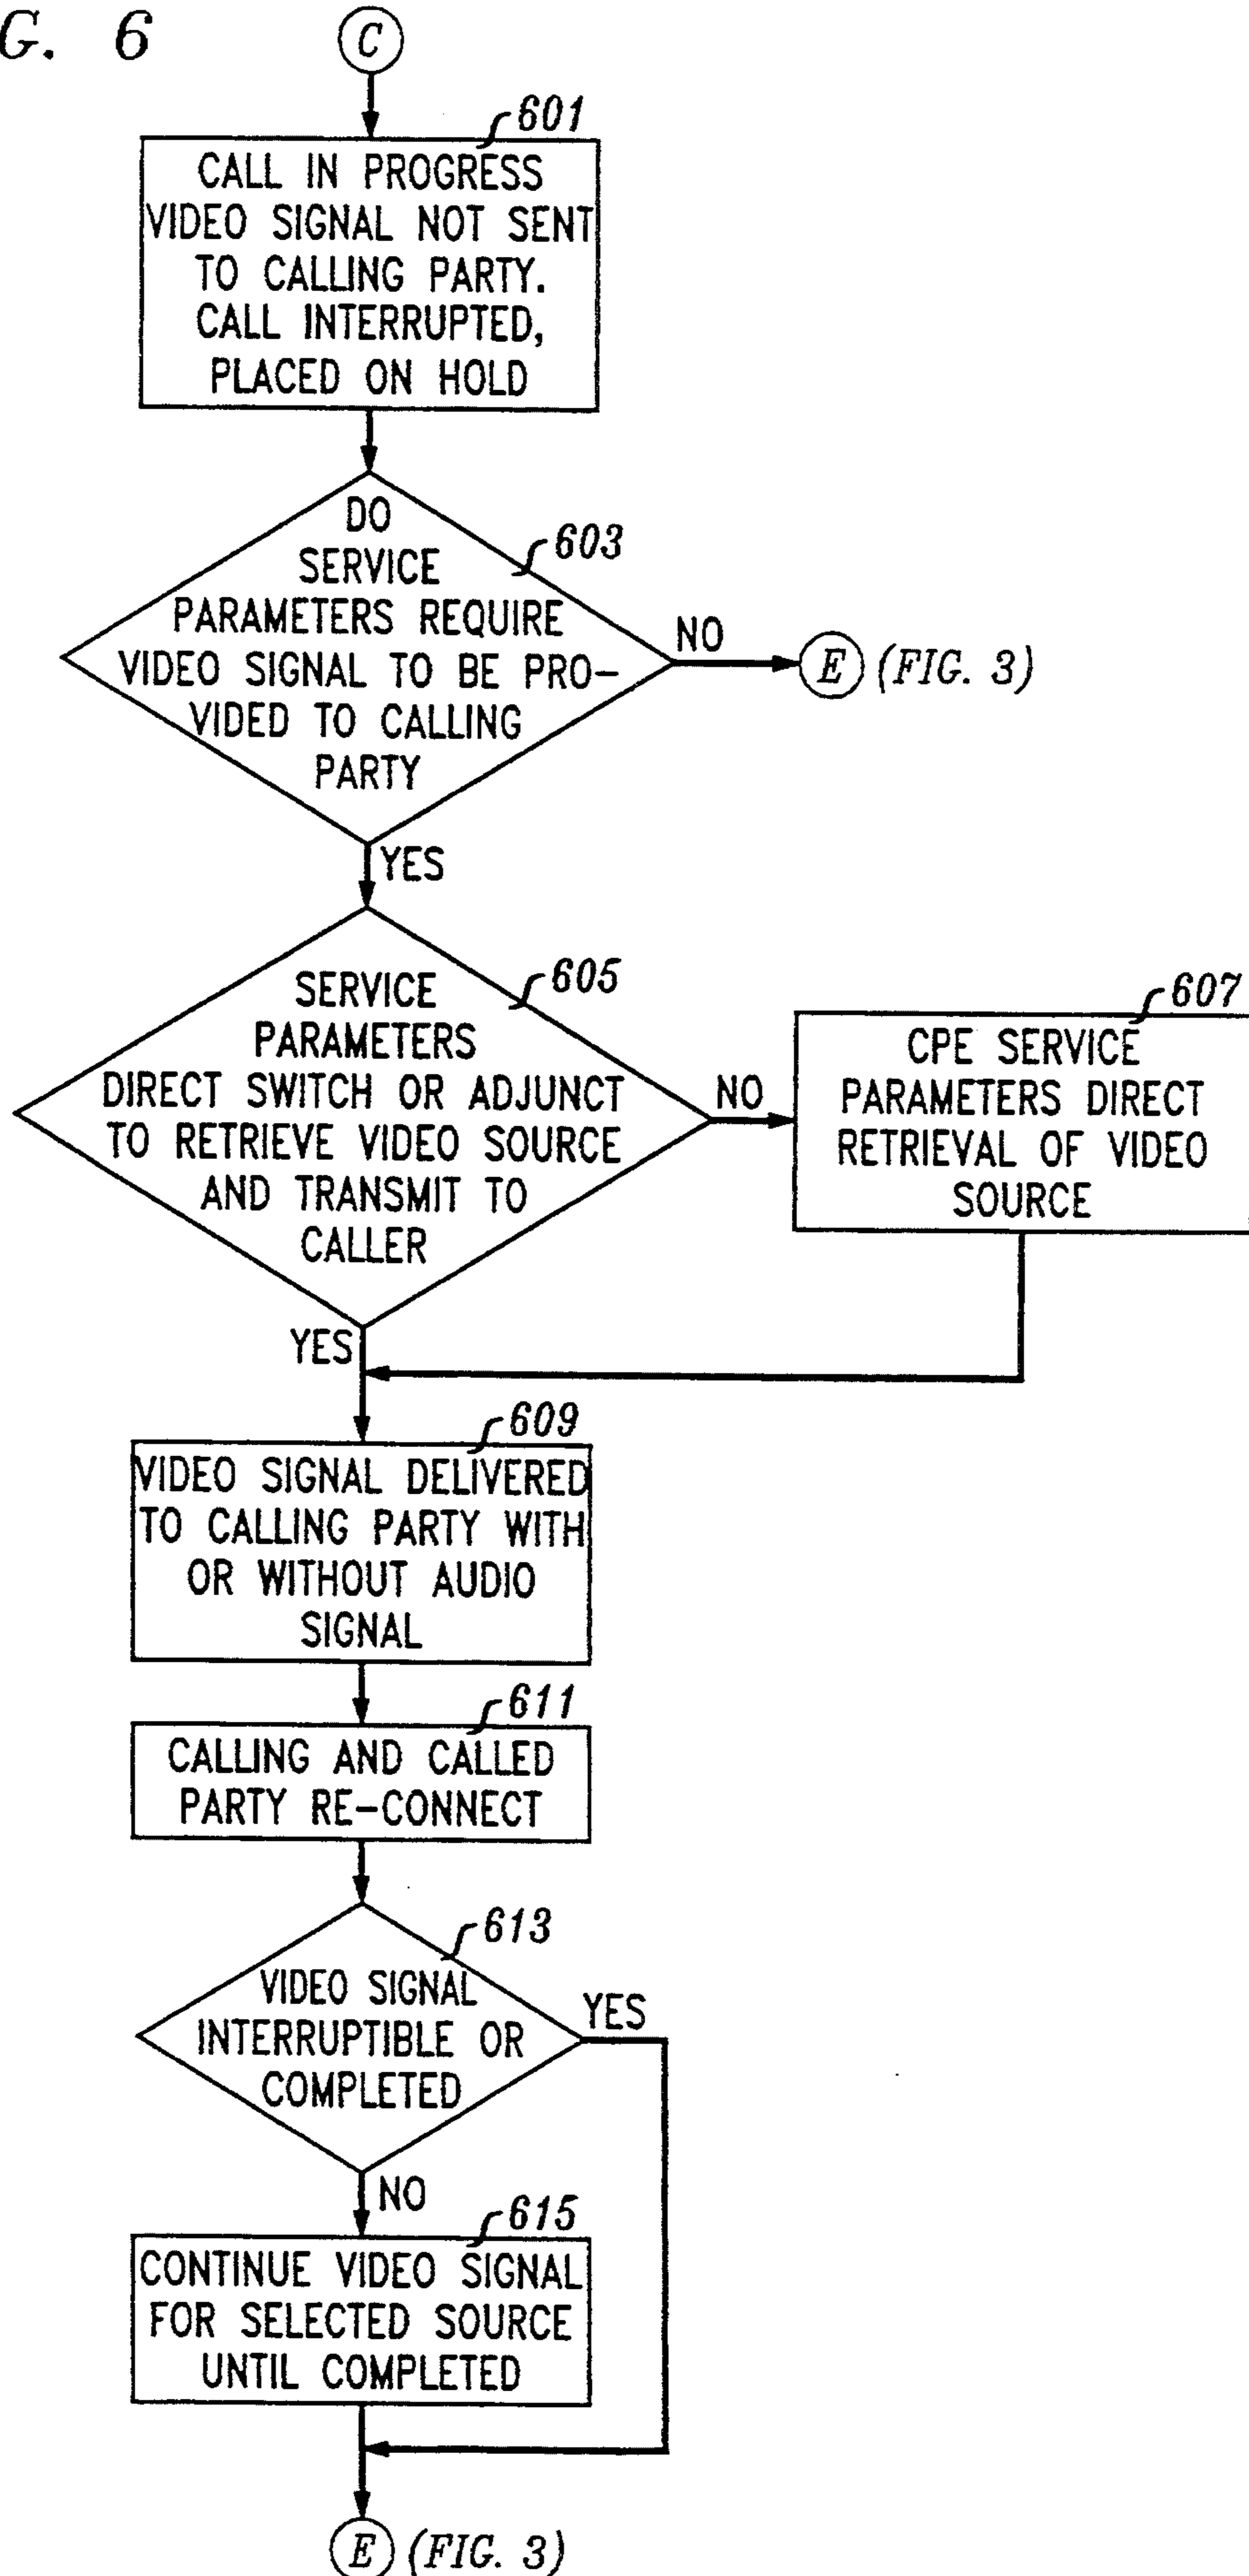 G. 6
C
601
CALL IN PROGRESS
VIDEO SIGNAL NOT SENT
TO CALLING PARTY.
CALL INTERRUPTED,
PLACED ON HOLD
603
DO
SERVICE
PARAMETERS REQUIRE
VIDEO SIGNAL TO BE PRO-
VIDED TO CALLING
PARTY
NO
E (FIG. 3)
YES
605
SERVICE
PARAMETERS
DIRECT SWITCH OR ADJUNCT
TO RETRIEVE VIDEO SOURCE
AND TRANSMIT TO
CALLER
NO
607
CPE SERVICE
PARAMETERS DIRECT
RETRIEVAL OF VIDEO
SOURCE
YES
609
VIDEO SIGNAL DELIVERED
TO CALLING PARTY WITH
OR WITHOUT AUDIO
SIGNAL
611
CALLING AND CALLED
PARTY RE-CONNECT
613
VIDEO SIGNAL
INTERRUPTIBLE OR
COMPLETED
YES
NO
615
CONTINUE VIDEO SIGNAL
FOR SELECTED SOURCE
UNTIL COMPLETED
E (FIG. 3)